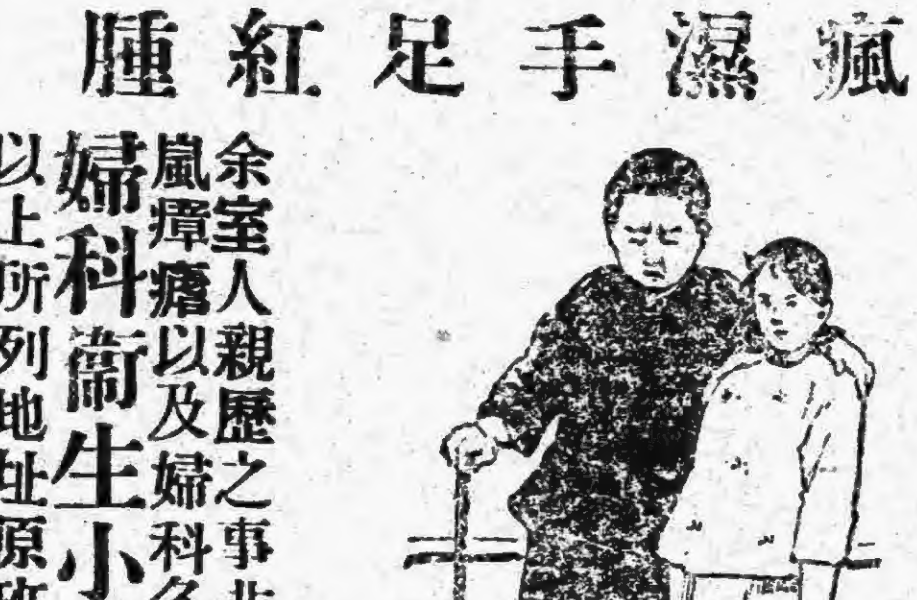 瘋濕手足紅腫
余室人親歷之事
嵐瘴瘧以及婦科
婦科衛生小
以上所列地址原